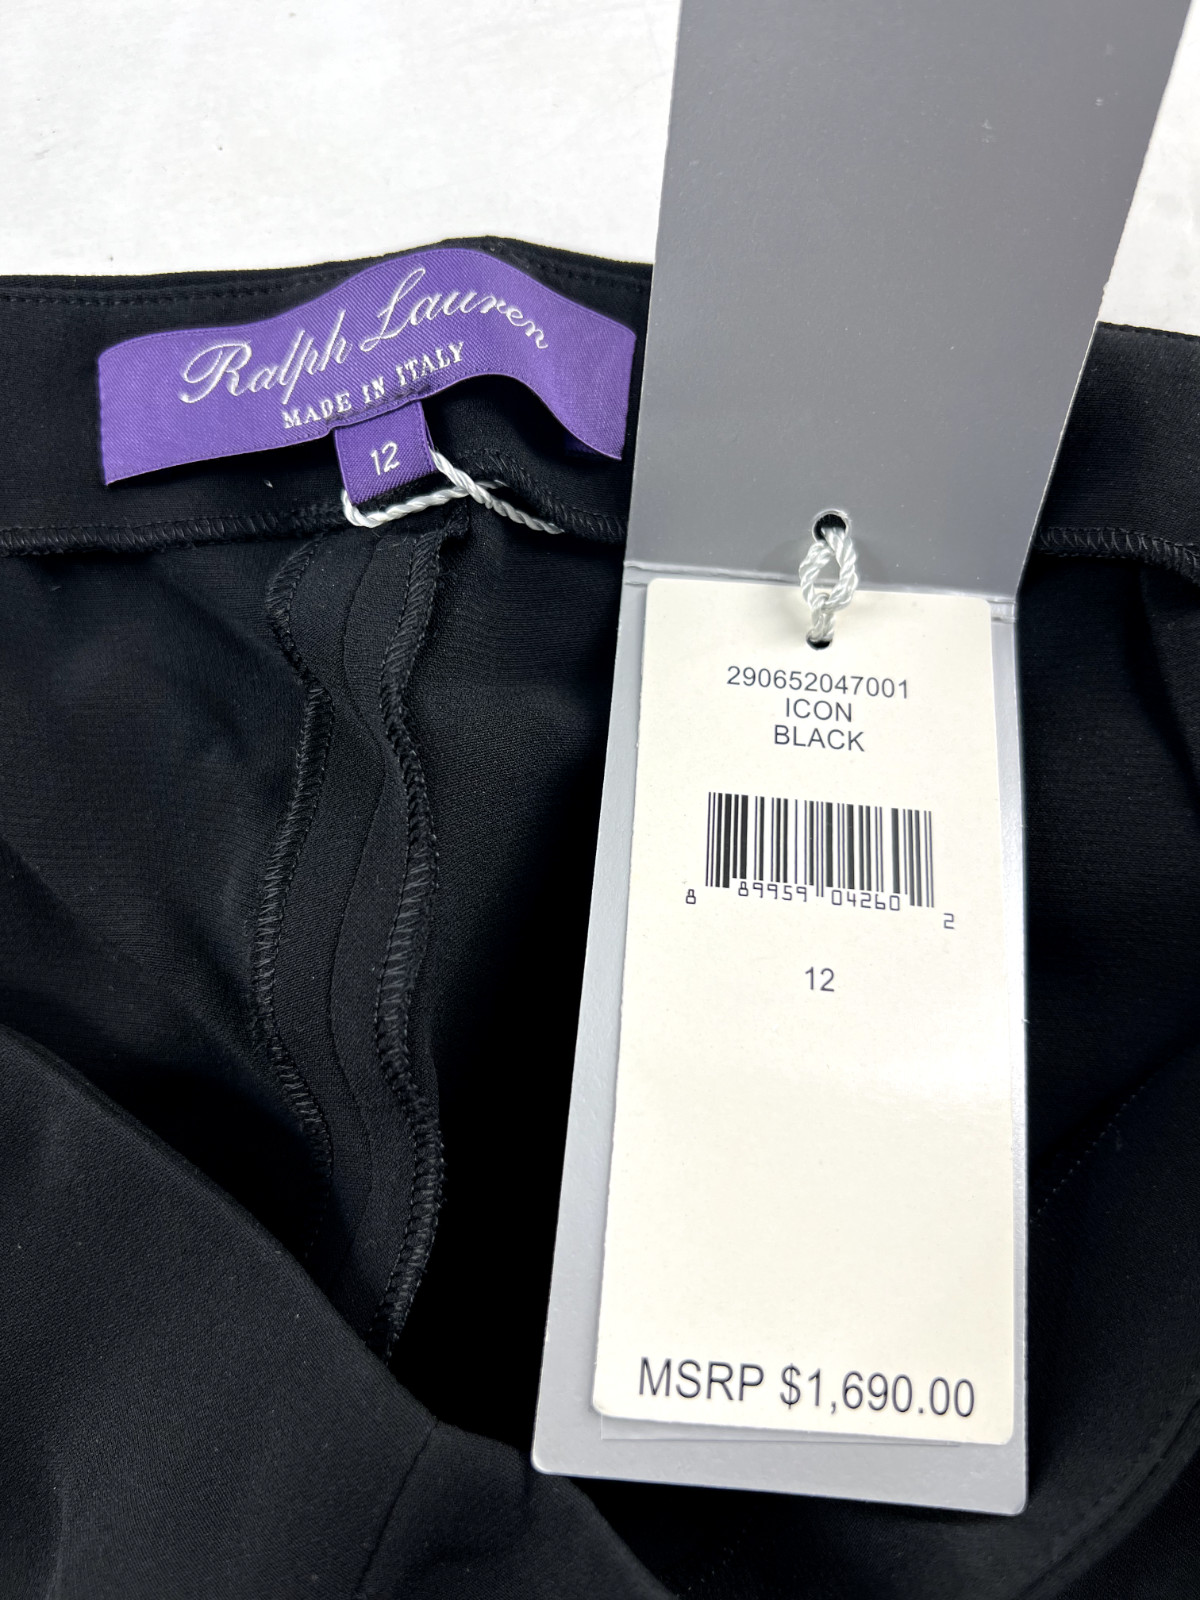 Ralph Lauren
MADE IN ITALY
12
290652047001
ICON
BLACK
8 89959 04260 2
12
MSRP $1,690.00